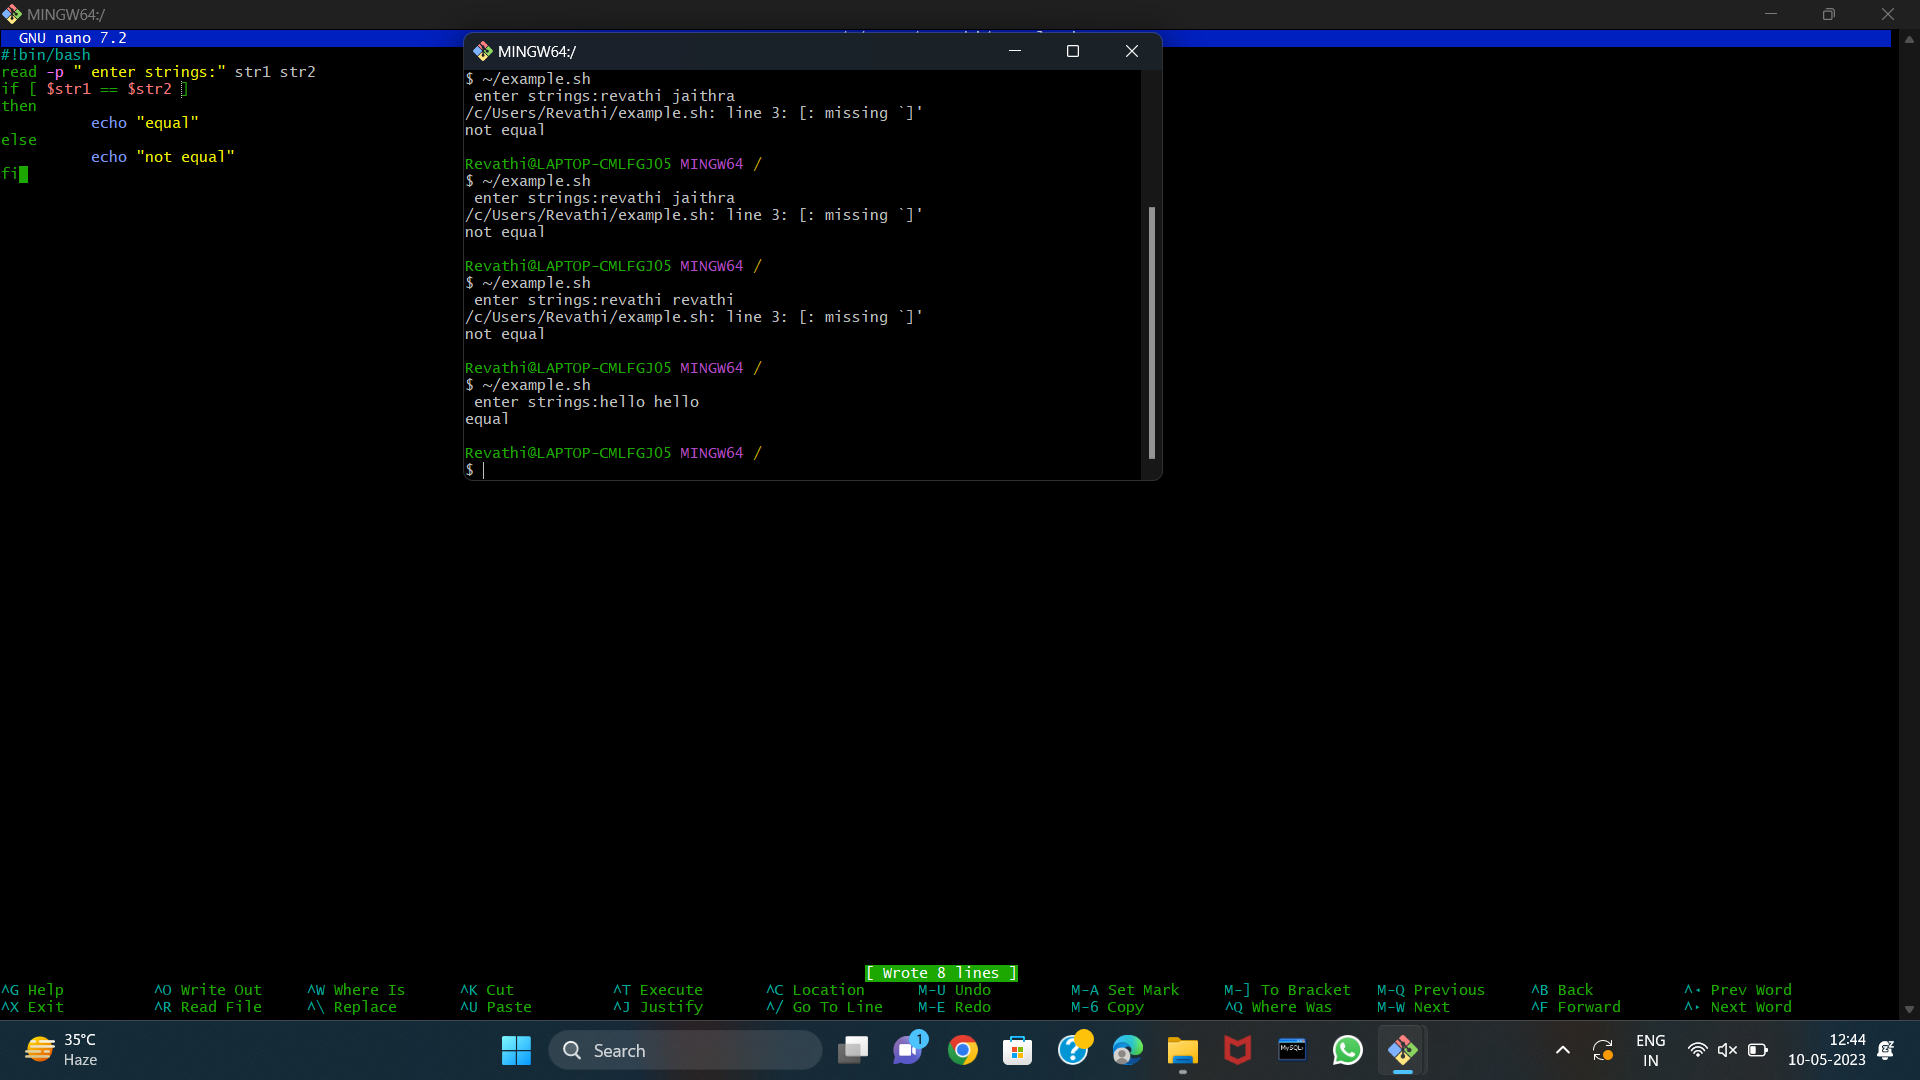 MINGW64:/
GNU nano 7.2
#!bin/bash
read -p " enter strings:" str1 str2
if [ $str1 == $str2 ]
then
echo "equal"
else
echo "not equal"
fi
MINGW64:/
$ ~/example.sh
enter strings:revathi jaithra
/c/Users/Revathi/example.sh: line 3: [: missing `]'
not equal
Revathi@LAPTOP-CMLFGJO5 MINGW64 /
$ ~/example.sh
enter strings:revathi jaithra
/c/Users/Revathi/example.sh: line 3: [: missing `]'
not equal
Revathi@LAPTOP-CMLFGJO5 MINGW64 /
$ ~/example.sh
enter strings:revathi revathi
/c/Users/Revathi/example.sh: line 3: [: missing `]'
not equal
Revathi@LAPTOP-CMLFGJO5 MINGW64 /
$ ~/example.sh
enter strings:hello hello
equal
Revathi@LAPTOP-CMLFGJO5 MINGW64 /
$
[ Wrote 8 lines ]
^G Help ^O Write Out ^W Where Is ^K Cut ^T Execute ^C Location M-U Undo M-A Set Mark M-] To Bracket M-Q Previous ^B Back ^◂ Prev Word
^X Exit ^R Read File ^\ Replace ^U Paste ^J Justify ^/ Go To Line M-E Redo M-6 Copy ^Q Where Was M-W Next ^F Forward ^▸ Next Word
35°C
Haze
Search
1
MySQL
ENG
IN
12:44
10-05-2023